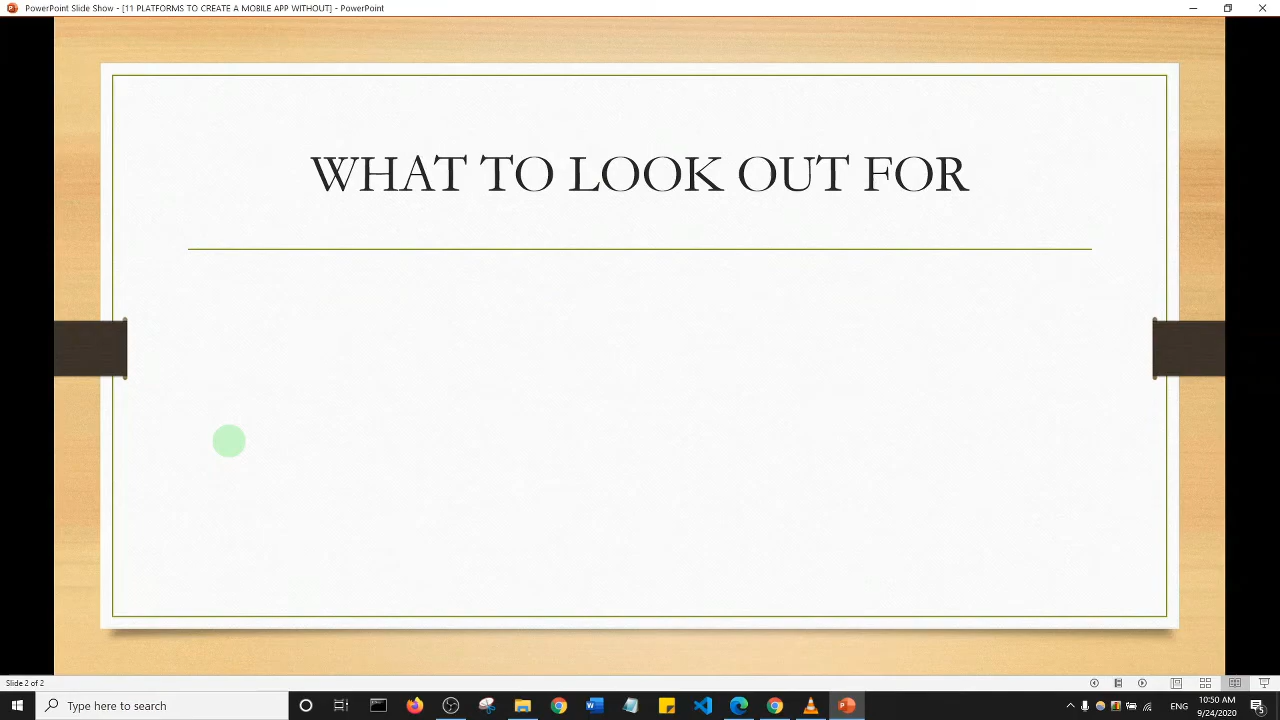 PowerPoint Slide Show - [11 PLATFORMS TO CREATE A MOBILE APP WITHOUT] - PowerPoint
WHAT TO LOOK OUT FOR
Slide 2 of 2
Type here to search
ENG
10:50 AM
9/24/2020
5